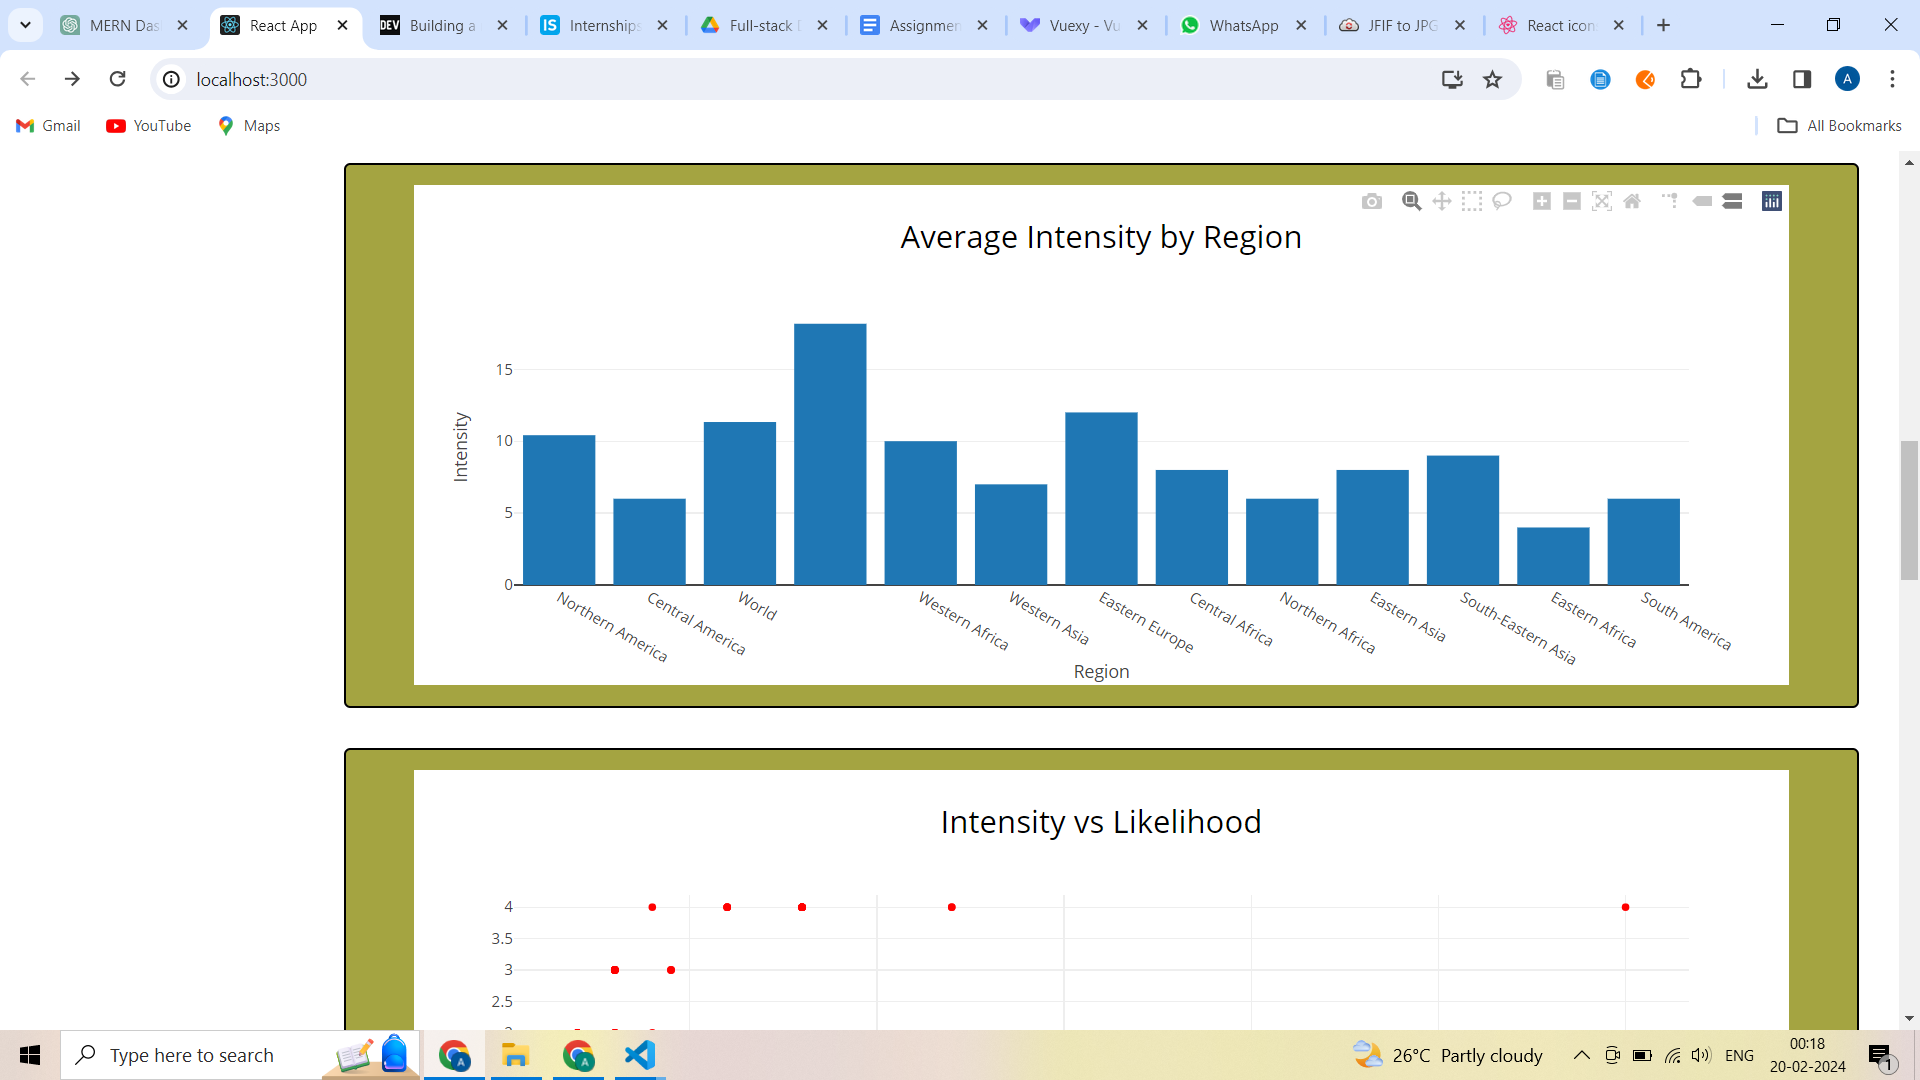 MERN Das
React App
DEV Building a
IS Internships
Full-stack D
Assignmen
Vuexy - Vu
WhatsApp
JFIF to JPG
React icon
localhost:3000
A
Gmail
YouTube
Maps
All Bookmarks
Average Intensity by Region
15
10
5
0
Intensity
Northern America
Central America
World
Western Africa
Western Asia
Eastern Europe
Central Africa
Northern Africa
Eastern Asia
South-Eastern Asia
Eastern Africa
South America
Region
Intensity vs Likelihood
4
3.5
3
2.5
Type here to search
A
A
26°C Partly cloudy
ENG
00:18
20-02-2024
1